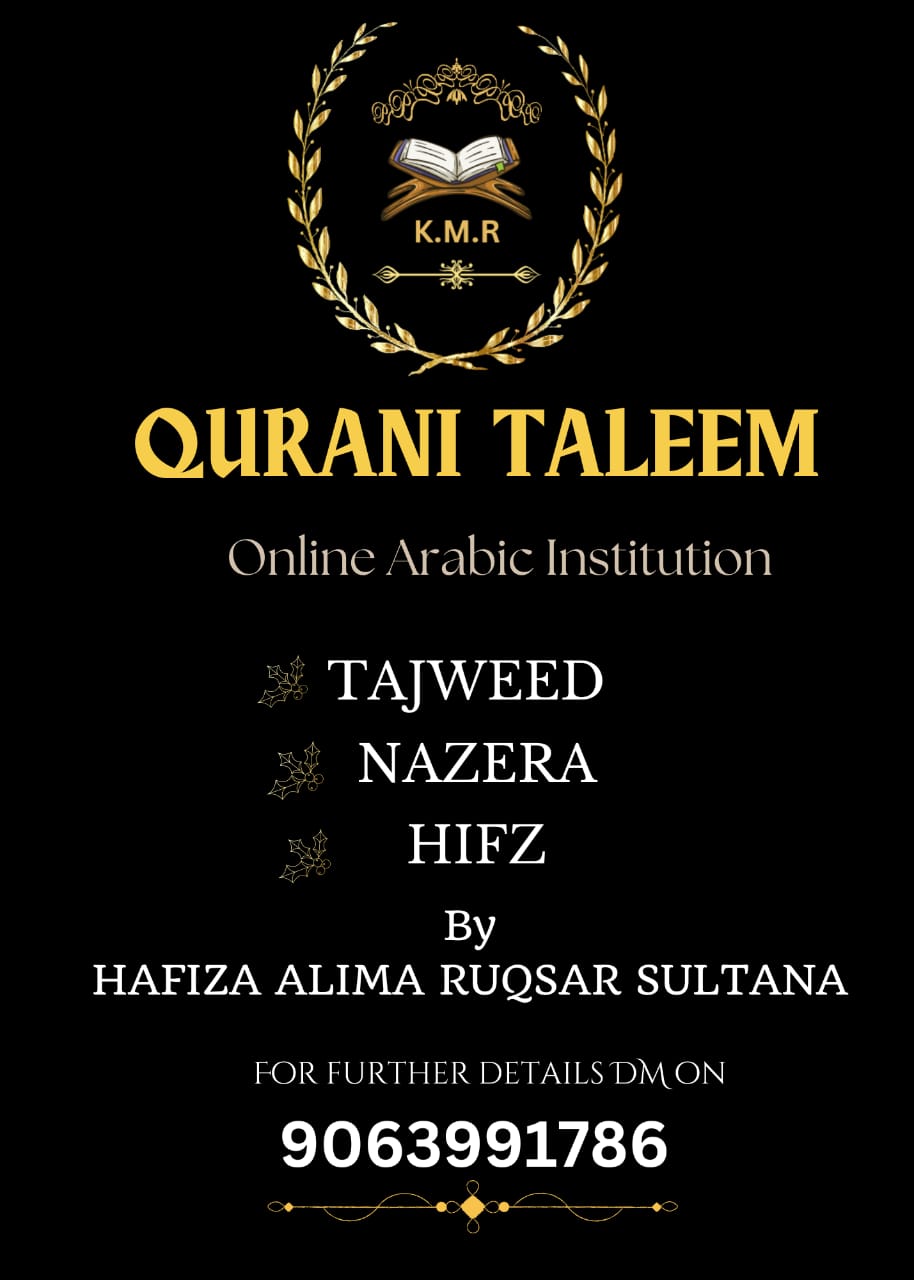 K.M.R
QURANI TALEEM
Online Arabic Institution
TAJWEED
NAZERA
HIFZ
By
HAFIZA ALIMA RUQSAR SULTANA
FOR FURTHER DETAILS DM ON
9063991786